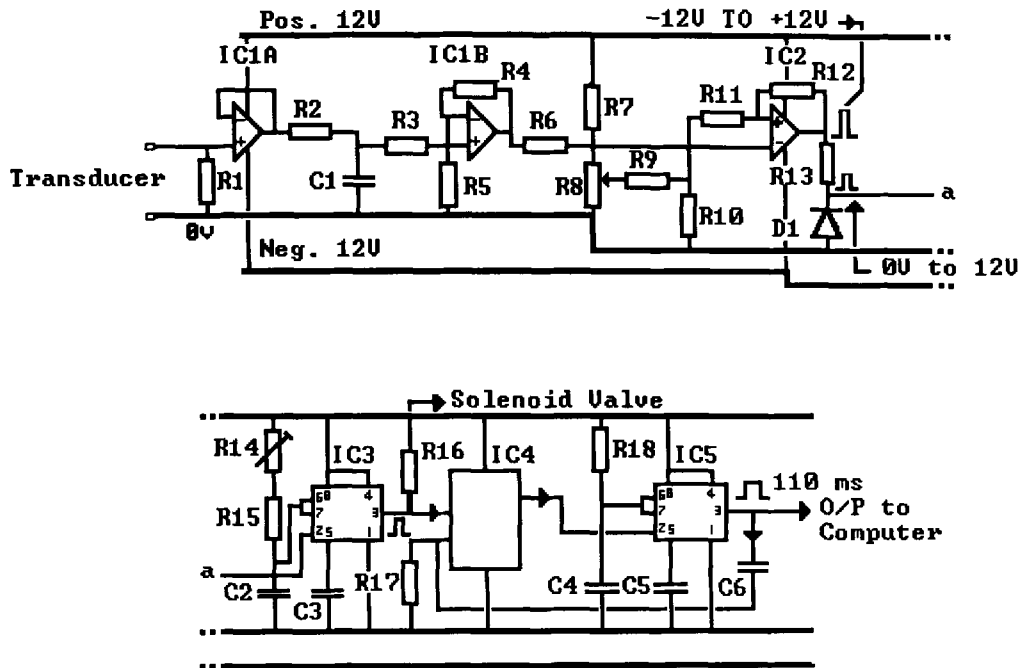 Pos. 12V
-12V TO +12V
IC1A
IC1B
IC2
R4
R12
R2
R3
R6
R7
R11
+
+
+
-
R9
Transducer
R1
C1
R5
R8
R13
a
R10
D1
0v
Neg. 12V
0V to 12V
Solenoid Valve
R14
IC3
R16
IC4
R18
IC5
110 ms
O/P to
Computer
R15
6 8 4
7 3
2 5 1
6 8 4
7 3
2 5 1
a
C2
C3
R17
C4
C5
C6